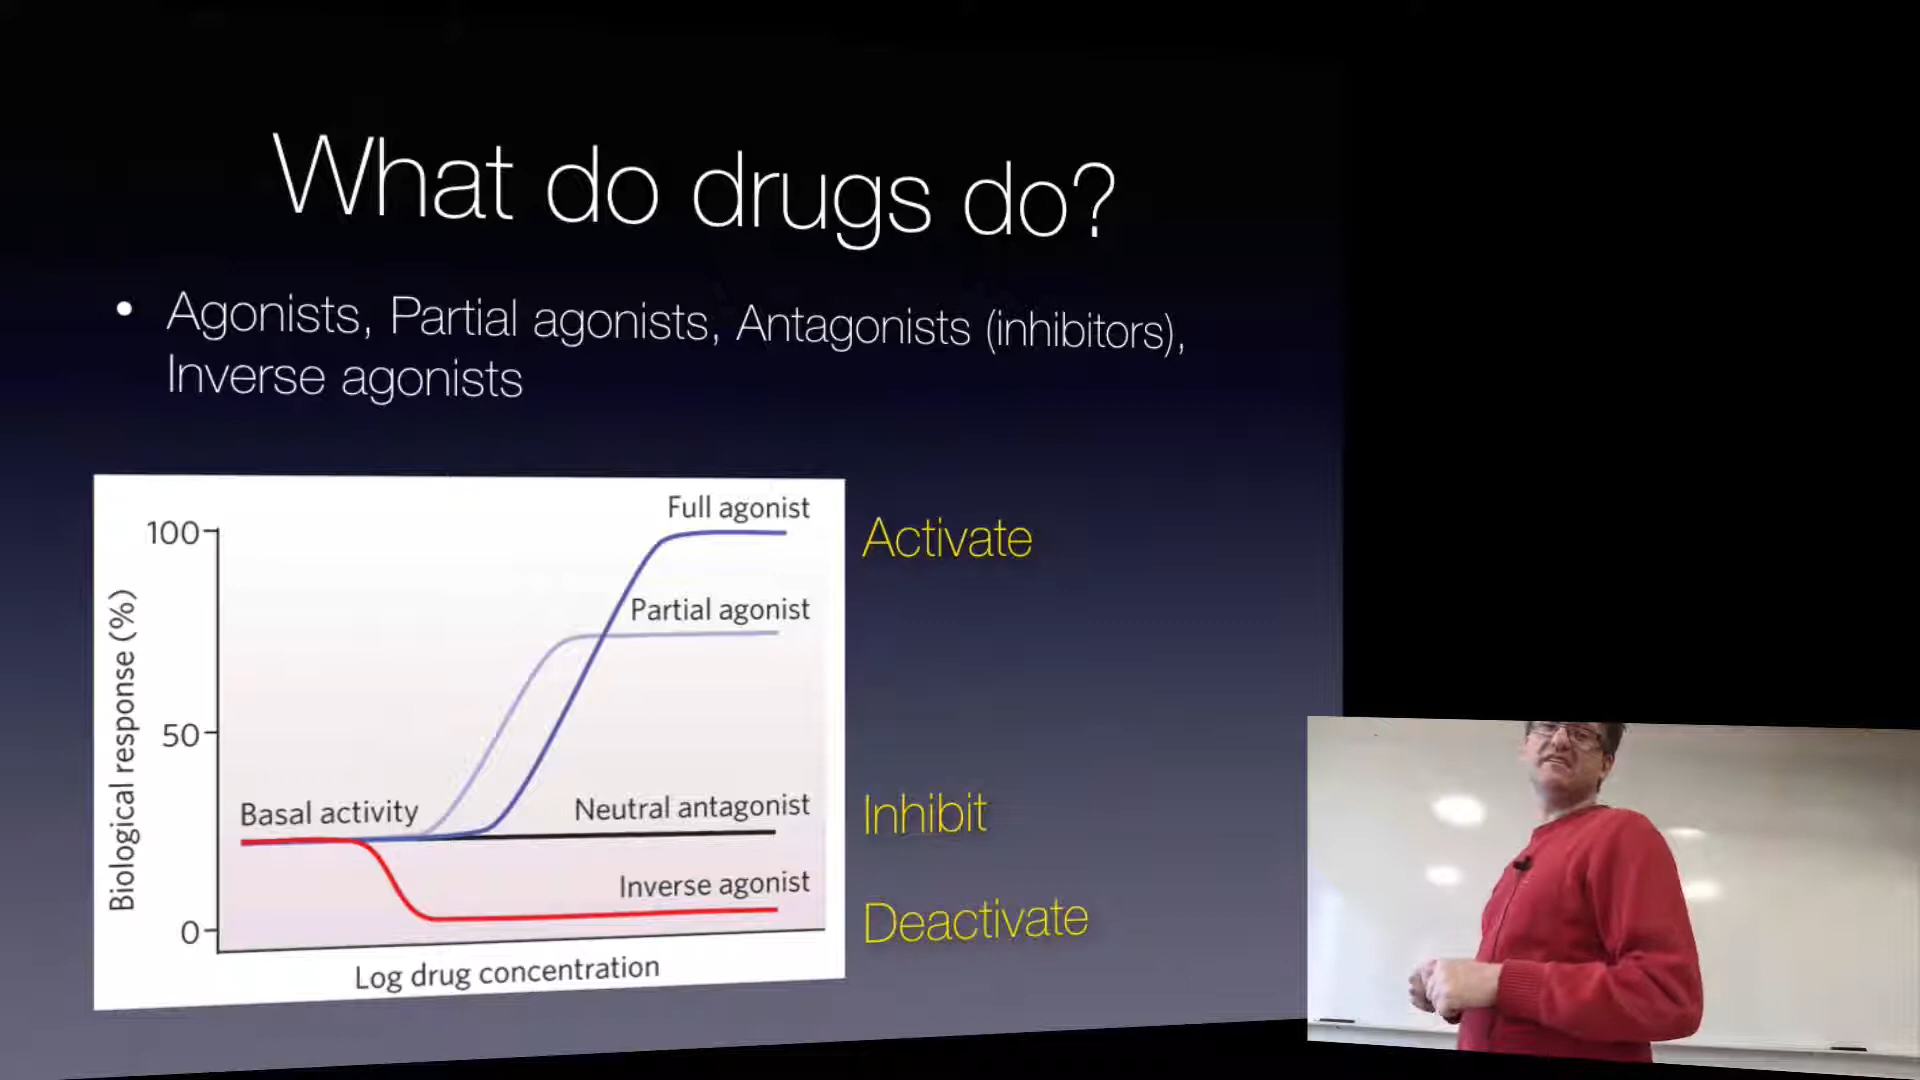 What do drugs do?
• Agonists, Partial agonists, Antagonists (inhibitors),
Inverse agonists
Full agonist
100
Activate
Partial agonist
Biological response (%)
50
Basal activity
Neutral antagonist
Inhibit
Inverse agonist
Deactivate
0
Log drug concentration